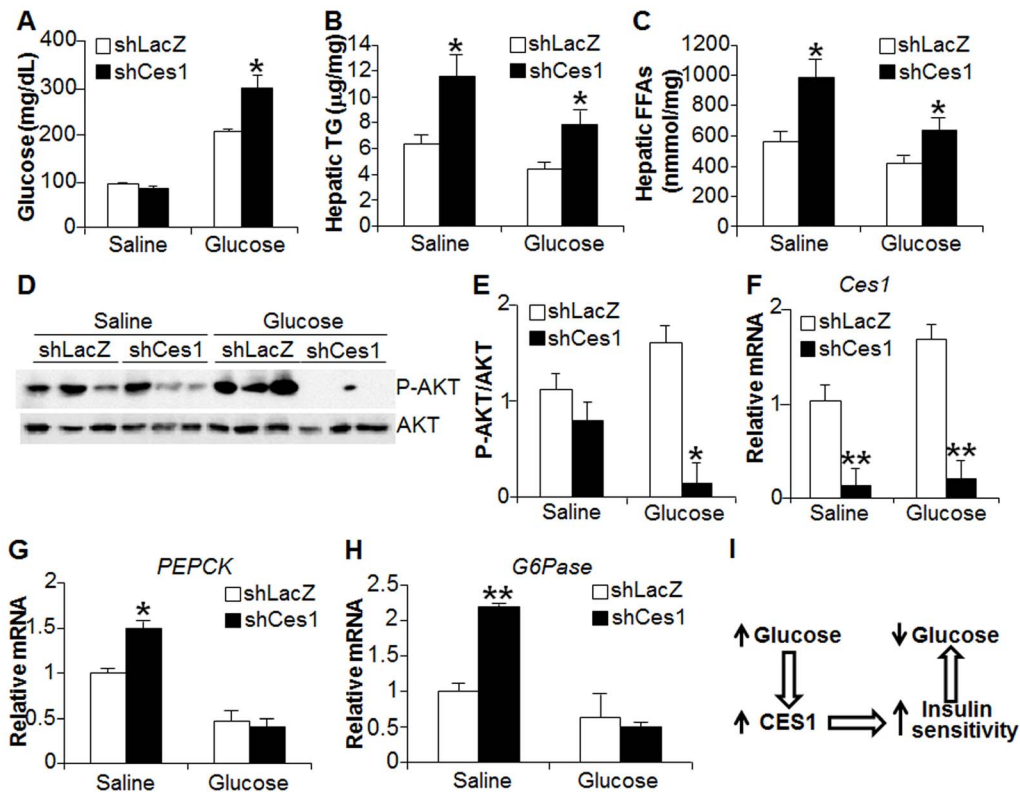 A
Glucose (mg/dL)
400
300
200
100
0
shLacZ
shCes1
*
Saline
Glucose
B
Hepatic TG (μg/mg)
14
12
10
8
6
4
2
0
shLacZ
shCes1
*
*
Saline
Glucose
C
Hepatic FFAs
(nmmol/mg)
1200
1000
800
600
400
200
0
shLacZ
shCes1
*
*
Saline
Glucose
D
Saline
Glucose
shLacZ
shCes1
shLacZ
shCes1
P-AKT
AKT
E
P-AKT/AKT
2
1
0
shLacZ
shCes1
*
Saline
Glucose
F
Ces1
Relative mRNA
2
1
0
shLacZ
shCes1
**
**
Saline
Glucose
G
PEPCK
Relative mRNA
2
1.5
1
0.5
0
shLacZ
shCes1
*
Saline
Glucose
H
G6Pase
Relative mRNA
2.5
2
1.5
1
0.5
0
shLacZ
shCes1
**
Saline
Glucose
I
↑ Glucose
↓ Glucose
↑ CES1
↑ Insulin
sensitivity